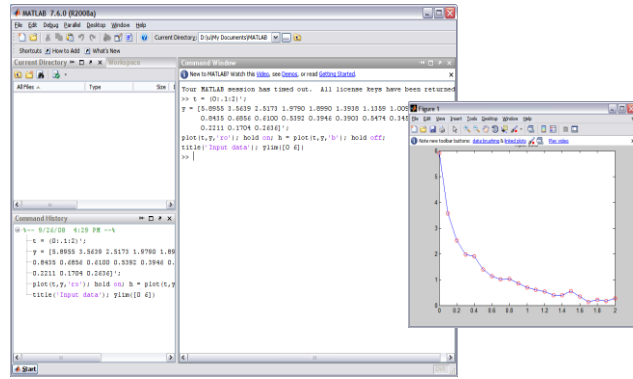 MATLAB 7.6.0 (R2008a)
File Edit Debug Parallel Desktop Window Help
Current Directory: D:\u\My Documents\MATLAB
Shortcuts How to Add What's New
Current Directory Workspace
All Files Type Size
Command Window
New to MATLAB? Watch this Video, see Demos, or read Getting Started.
Your MATLAB session has timed out. All license keys have been returned
>> t = (0:.1:2)';
y = [5.8955 3.5639 2.5173 1.9790 1.8990 1.3938 1.1359 1.009
0.8435 0.6856 0.6100 0.5392 0.3946 0.3903 0.5474 0.345
0.2211 0.1704 0.2636]';
plot(t,y,'ro'); hold on; h = plot(t,y,'b'); hold off;
title('Input data'); ylim([0 6])
>>
Command History
%-- 9/26/08 4:29 PM --%
t = (0:.1:2)';
y = [5.8955 3.5639 2.5173 1.9790 1.89
0.8435 0.6856 0.6100 0.5392 0.3946 0.
0.2211 0.1704 0.2636]';
plot(t,y,'ro'); hold on; h = plot(t,y
title('Input data'); ylim([0 6])
Start
OVR
Figure 1
File Edit View Insert Tools Desktop Window Help
Note new toolbar buttons: data brushing & linked plots Play video
6
5
4
3
2
1
0
0 0.2 0.4 0.6 0.8 1 1.2 1.4 1.6 1.8 2